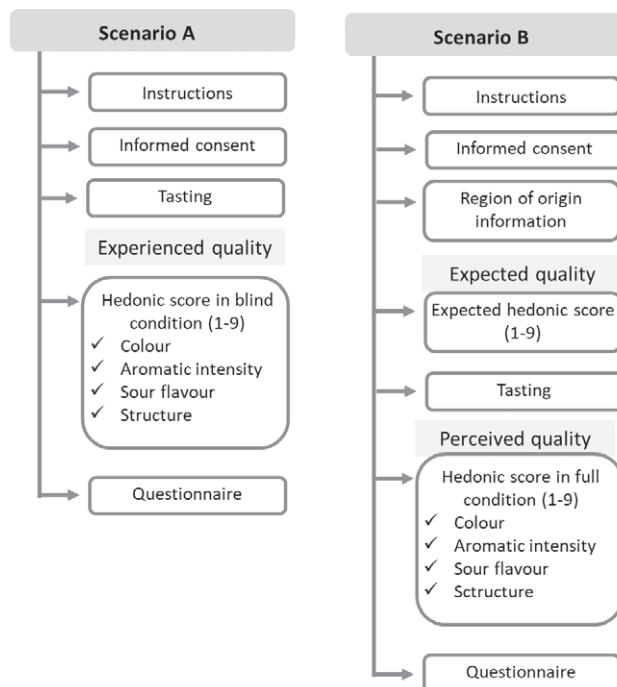 Scenario A
Instructions
Informed consent
Tasting
Experienced quality
Hedonic score in blind
condition (1-9)
✓ Colour
✓ Aromatic intensity
✓ Sour flavour
✓ Structure
Questionnaire
Scenario B
Instructions
Informed consent
Region of origin
information
Expected quality
Expected hedonic score
(1-9)
Tasting
Perceived quality
Hedonic score in full
condition (1-9)
✓ Colour
✓ Aromatic intensity
✓ Sour flavour
✓ Sctructure
Questionnaire